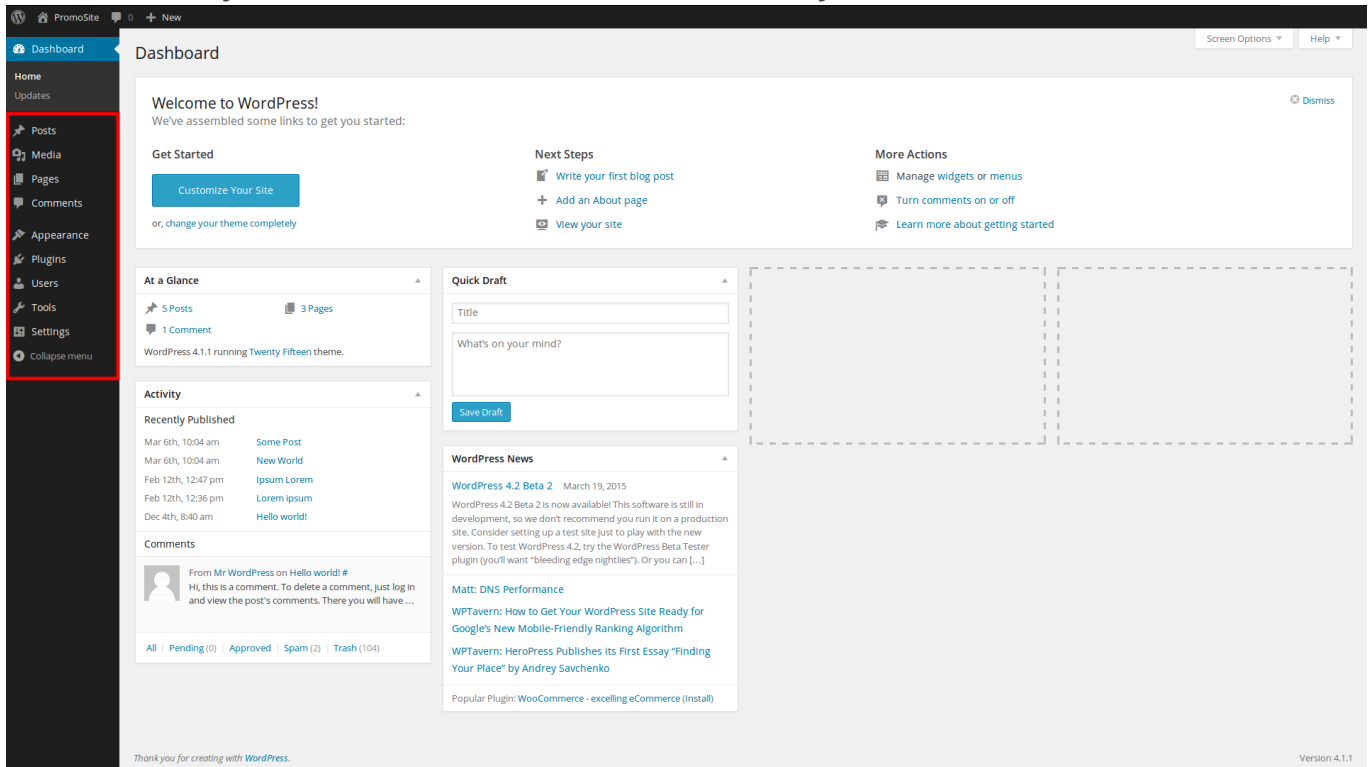 PromoSite 0 + New
Dashboard
Home
Updates
Posts
Media
Pages
Comments
Appearance
Plugins
Users
Tools
Settings
Collapse menu
Screen Options Help
Dashboard
Welcome to WordPress!
Dismiss
We've assembled some links to get you started:
Get Started
Customize Your Site
or, change your theme completely
Next Steps
Write your first blog post
Add an About page
View your site
More Actions
Manage widgets or menus
Turn comments on or off
Learn more about getting started
At a Glance
5 Posts 3 Pages
1 Comment
WordPress 4.1.1 running Twenty Fifteen theme.
Activity
Recently Published
Mar 6th, 10:04 am Some Post
Mar 6th, 10:04 am New World
Feb 12th, 12:47 pm Ipsum Lorem
Feb 12th, 12:36 pm Lorem ipsum
Dec 4th, 8:40 am Hello world!
Comments
From Mr WordPress on Hello world! #
Hi, this is a comment. To delete a comment, just log in
and view the post's comments. There you will have …
All | Pending (0) | Approved | Spam (2) | Trash (104)
Quick Draft
Title
What's on your mind?
Save Draft
WordPress News
WordPress 4.2 Beta 2 March 19, 2015
WordPress 4.2 Beta 2 is now available! This software is still in
development, so we don't recommend you run it on a production
site. Consider setting up a test site just to play with the new
version. To test WordPress 4.2, try the WordPress Beta Tester
plugin (you'll want "bleeding edge nightlies"). Or you can […]
Matt: DNS Performance
WPTavern: How to Get Your WordPress Site Ready for
Google's New Mobile-Friendly Ranking Algorithm
WPTavern: HeroPress Publishes Its First Essay "Finding
Your Place" by Andrey Savchenko
Popular Plugin: WooCommerce - excelling eCommerce (Install)
Thank you for creating with WordPress.
Version 4.1.1